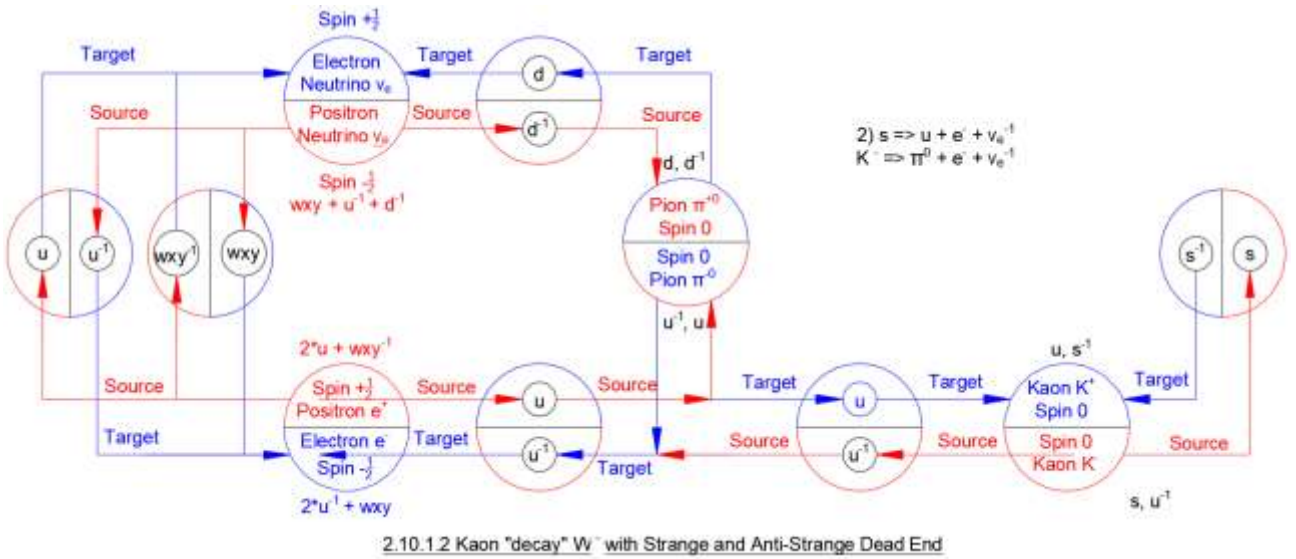 Spin +½
Target
Electron
Neutrino vₑ
Target
d
Target
Source
Positron
Neutrino vₑ
Source
d⁻¹
Source
2) s => u + e⁻ + vₑ⁻¹
K⁻ => π⁰ + e⁻ + vₑ⁻¹
d, d⁻¹
Spin -½
wxy + u⁻¹ + d⁻¹
Pion π⁺⁰
Spin 0
Spin 0
Pion π⁻⁰
u
u⁻¹
wxy⁻¹
wxy
s⁻¹
s
u⁻¹, u
2*u + wxy⁻¹
u, s⁻¹
Source
Spin +½
Positron e⁺
Source
u
Source
Target
u
Target
Kaon K⁺
Spin 0
Target
Target
Electron e⁻
Spin -½
Target
u⁻¹
Target
Source
u⁻¹
Source
Spin 0
Kaon K⁻
Source
2*u⁻¹ + wxy
s, u⁻¹
2.10.1.2 Kaon "decay" W⁻ with Strange and Anti-Strange Dead End